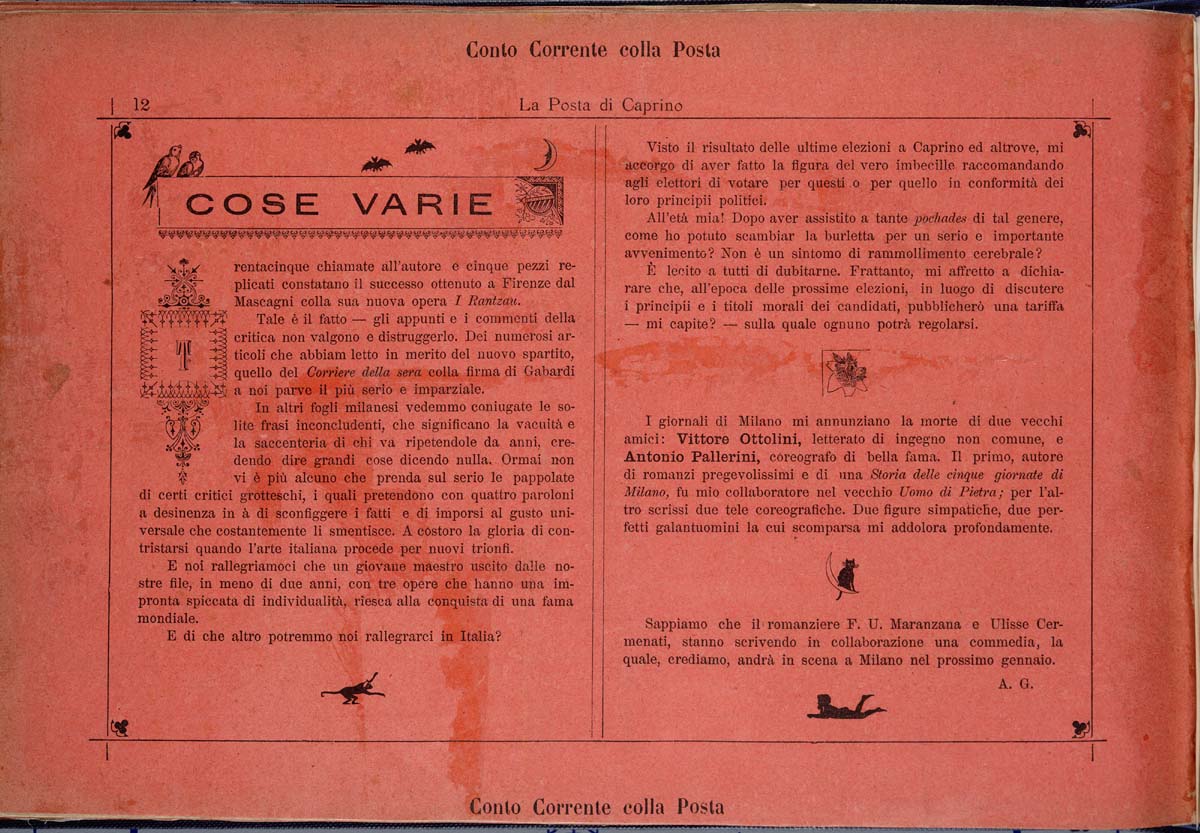 Conto Corrente colla Posta
12
La Posta di Caprino
COSE VARIE
Trentacinque chiamate all'autore e cinque pezzi re-
plicati constatano il successo ottenuto a Firenze dal
Mascagni colla sua nuova opera I Rantzau.
Tale è il fatto — gli appunti e i commenti della
critica non valgono e distruggerlo. Dei numerosi ar-
ticoli che abbiam letto in merito del nuovo spartito,
quello del Corriere della sera colla firma di Gabardi
a noi parve il più serio e imparziale.
In altri fogli milanesi vedemmo coniugate le so-
lite frasi inconcludenti, che significano la vacuità e
la saccenteria di chi va ripetendole da anni, cre-
dendo dire grandi cose dicendo nulla. Ormai non
vi è più alcuno che prenda sul serio le pappolate
di certi critici grotteschi, i quali pretendono con quattro paroloni
a desinenza in à di sconfiggere i fatti e di imporsi al gusto uni-
versale che costantemente li smentisce. A costoro la gloria di con-
tristarsi quando l'arte italiana procede per nuovi trionfi.
E noi rallegriamoci che un giovane maestro uscito dalle no-
stre file, in meno di due anni, con tre opere che hanno una im-
pronta spiccata di individualità, riesca alla conquista di una fama
mondiale.
E di che altro potremmo noi rallegrarci in Italia?
Visto il risultato delle ultime elezioni a Caprino ed altrove, mi
accorgo di aver fatto la figura del vero imbecille raccomandando
agli elettori di votare per questi o per quello in conformità dei
loro principii politici.
All'età mia! Dopo aver assistito a tante pochades di tal genere,
come ho potuto scambiar la burletta per un serio e importante
avvenimento? Non è un sintomo di rammollimento cerebrale?
È lecito a tutti di dubitarne. Frattanto, mi affretto a dichia-
rare che, all'epoca delle prossime elezioni, in luogo di discutere
i principii e i titoli morali dei candidati, pubblicherò una tariffa
— mi capite? — sulla quale ognuno potrà regolarsi.
I giornali di Milano mi annunziano la morte di due vecchi
amici: Vittore Ottolini, letterato di ingegno non comune, e
Antonio Pallerini, coreografo di bella fama. Il primo, autore
di romanzi pregevolissimi e di una Storia delle cinque giornate di
Milano, fu mio collaboratore nel vecchio Uomo di Pietra; per l'al-
tro scrissi due tele coreografiche. Due figure simpatiche, due per-
fetti galantuomini la cui scomparsa mi addolora profondamente.
Sappiamo che il romanziere F. U. Maranzana e Ulisse Cer-
menati, stanno scrivendo in collaborazione una commedia, la
quale, crediamo, andrà in scena a Milano nel prossimo gennaio.
A. G.
Conto Corrente colla Posta